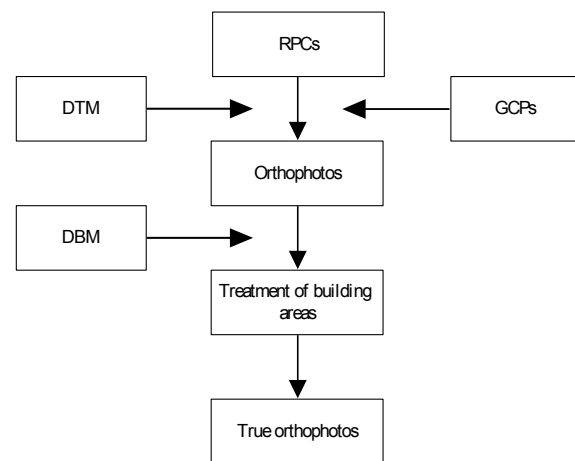 RPCs
DTM
GCPs
Orthophotos
DBM
Treatment of building
areas
True orthophotos